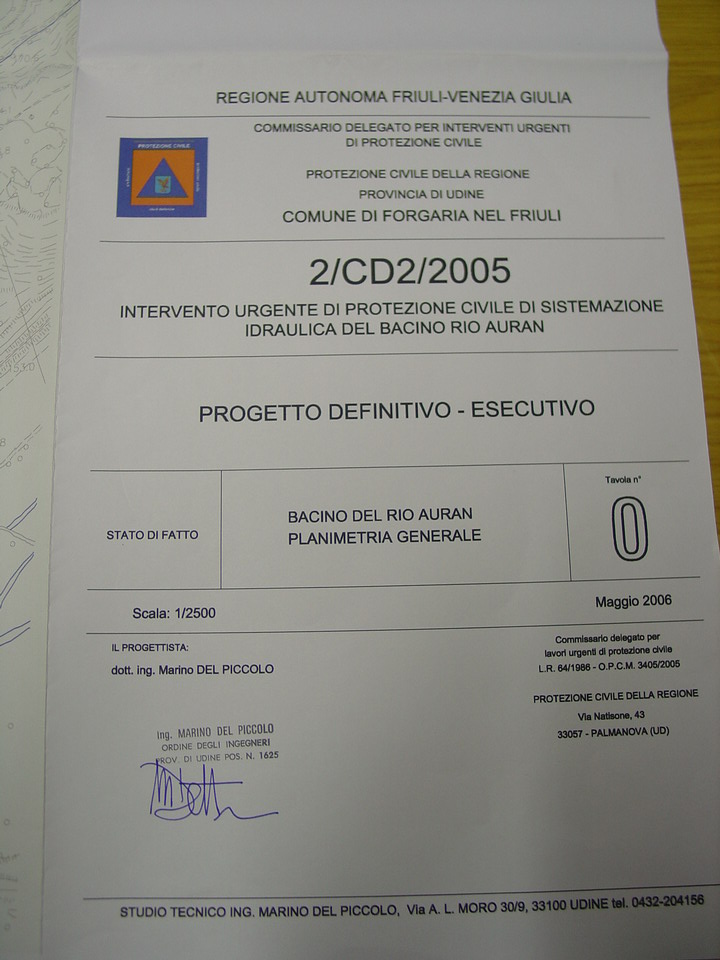 REGIONE AUTONOMA FRIULI-VENEZIA GIULIA
COMMISSARIO DELEGATO PER INTERVENTI URGENTI
DI PROTEZIONE CIVILE
PROTEZIONE CIVILE
PROTEZIONE CIVILE DELLA REGIONE
PROVINCIA DI UDINE
COMUNE DI FORGARIA NEL FRIULI
2/CD2/2005
INTERVENTO URGENTE DI PROTEZIONE CIVILE DI SISTEMAZIONE
IDRAULICA DEL BACINO RIO AURAN
PROGETTO DEFINITIVO - ESECUTIVO
STATO DI FATTO
BACINO DEL RIO AURAN
PLANIMETRIA GENERALE
Tavola n°
0
Scala: 1/2500
Maggio 2006
IL PROGETTISTA:
dott. ing. Marino DEL PICCOLO
Commissario delegato per
lavori urgenti di protezione civile
L.R. 64/1986 - O.P.C.M. 3405/2005
PROTEZIONE CIVILE DELLA REGIONE
Via Natisone, 43
33057 - PALMANOVA (UD)
Ing. MARINO DEL PICCOLO
ORDINE DEGLI INGEGNERI
PROV. DI UDINE POS. N. 1625
STUDIO TECNICO ING. MARINO DEL PICCOLO, Via A. L. MORO 30/9, 33100 UDINE tel. 0432-204156